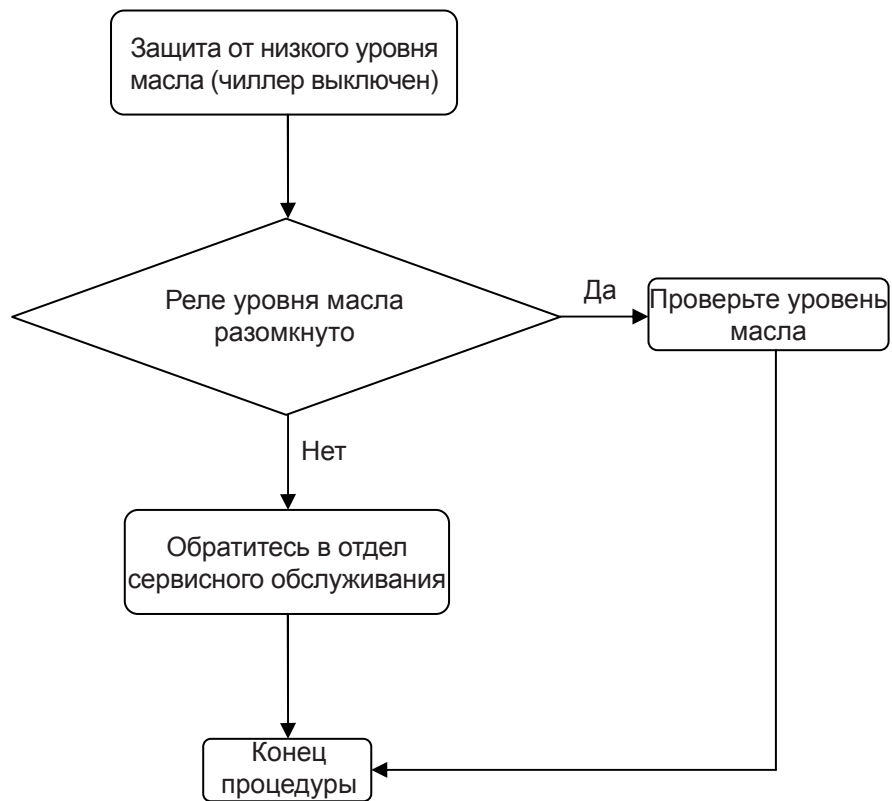 Защита от низкого уровня
масла (чиллер выключен)
Реле уровня масла
разомкнуто
Да
Проверьте уровень
масла
Нет
Обратитесь в отдел
сервисного обслуживания
Конец
процедуры